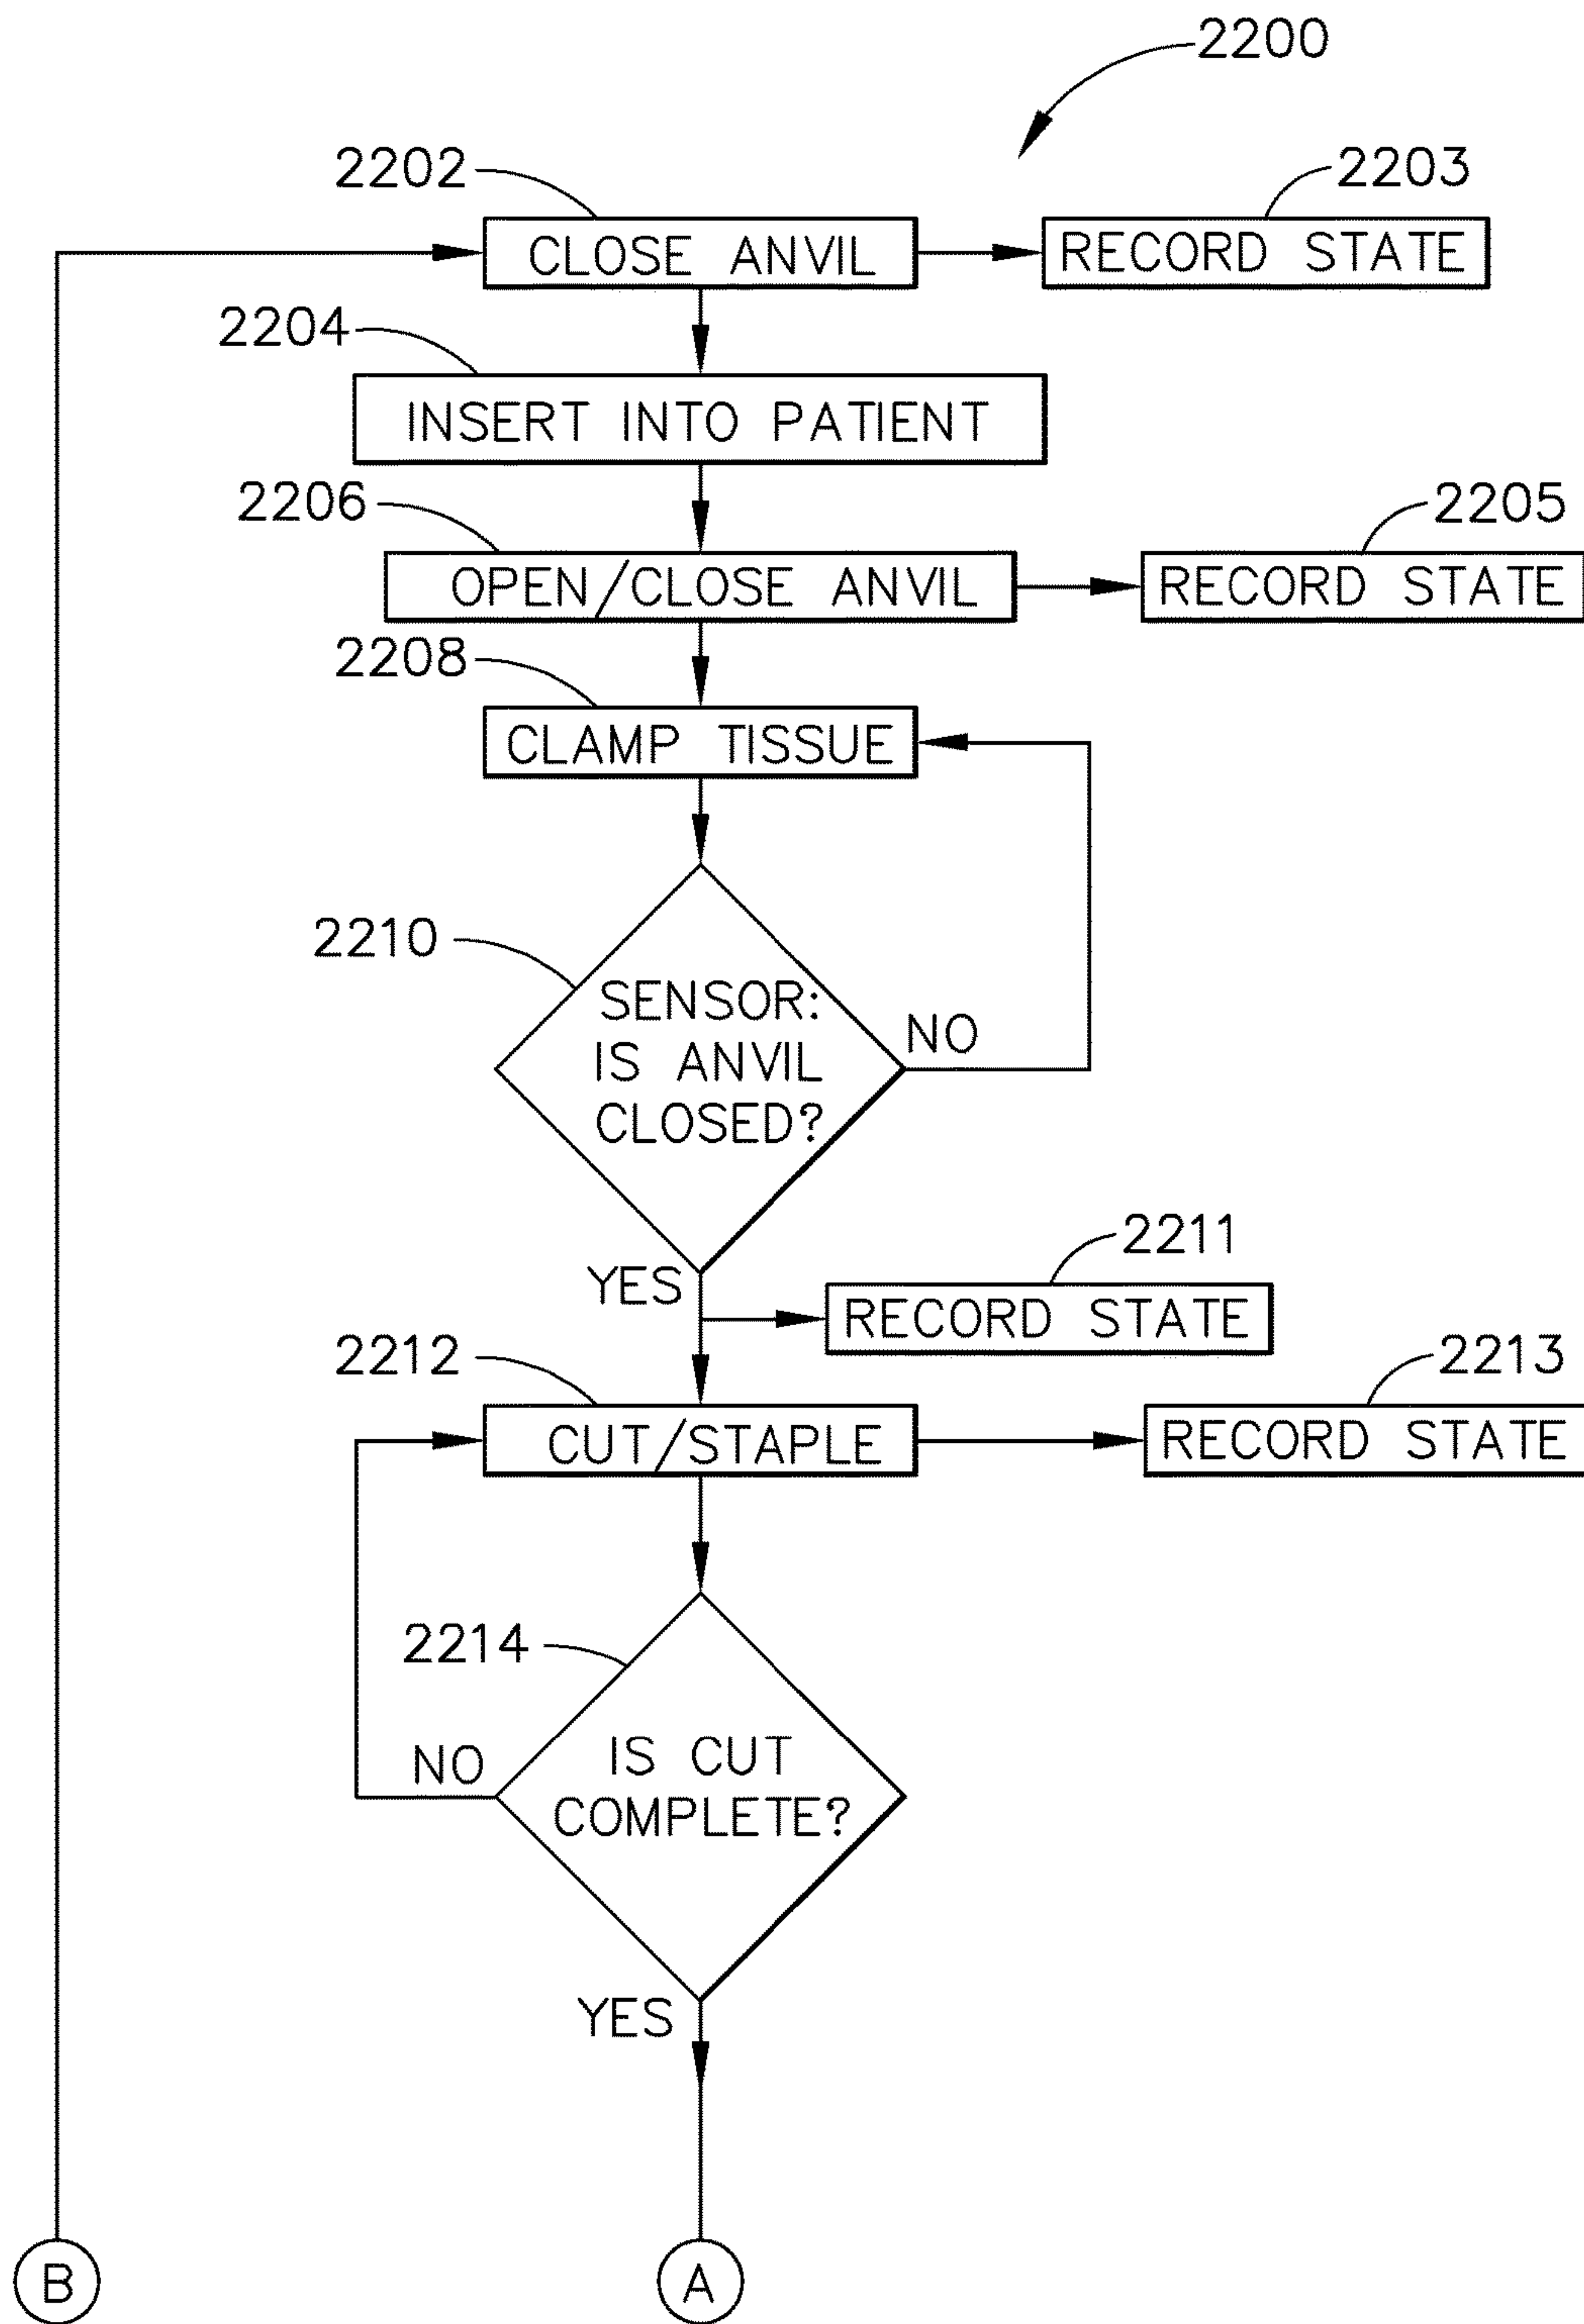 2200
2202
2203
CLOSE ANVIL
RECORD STATE
2204
INSERT INTO PATIENT
2206
2205
OPEN/CLOSE ANVIL
RECORD STATE
2208
CLAMP TISSUE
2210
SENSOR:
IS ANVIL
CLOSED?
NO
YES
2211
RECORD STATE
2212
2213
CUT/STAPLE
RECORD STATE
2214
NO
IS CUT
COMPLETE?
YES
B
A